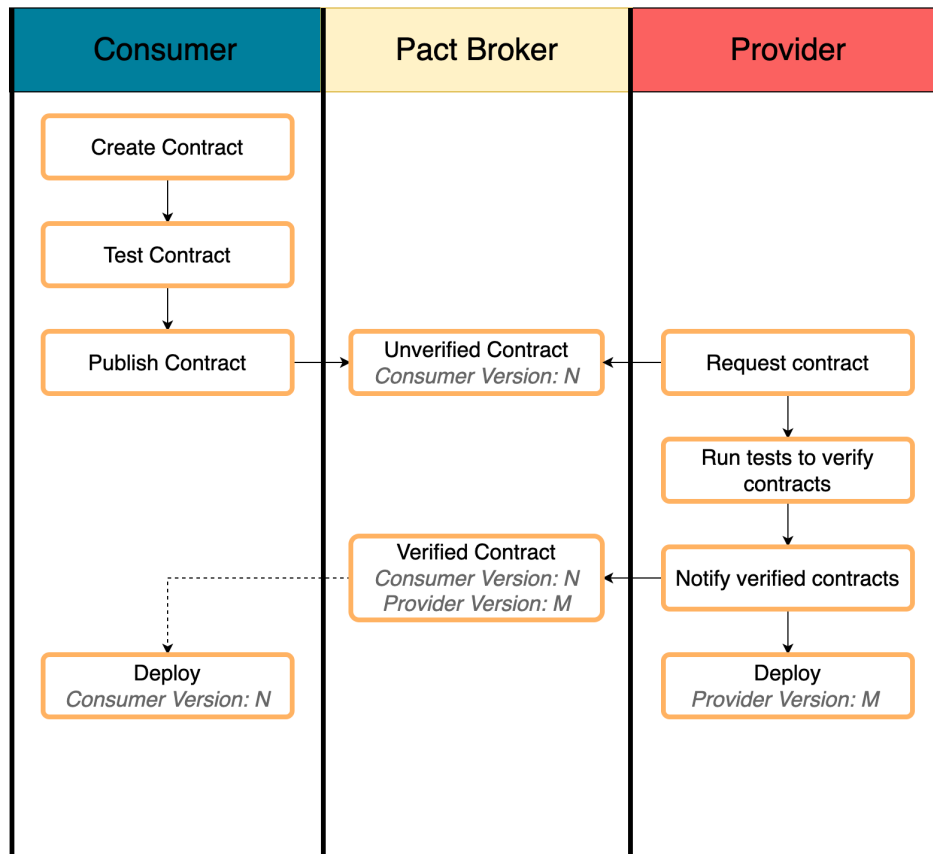 Consumer
Pact Broker
Provider
Create Contract
Test Contract
Publish Contract
Unverified Contract
Consumer Version: N
Request contract
Run tests to verify
contracts
Verified Contract
Consumer Version: N
Provider Version: M
Notify verified contracts
Deploy
Consumer Version: N
Deploy
Provider Version: M